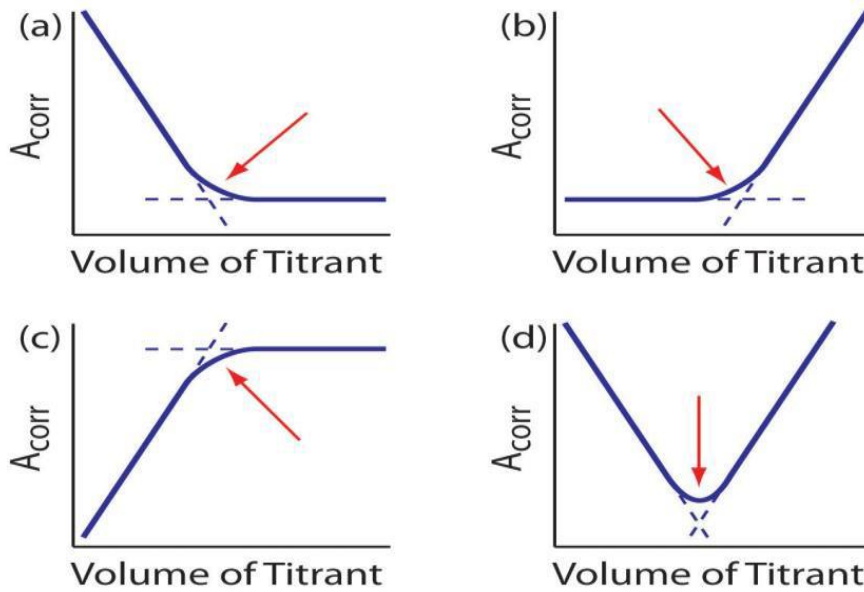 (a)
A_corr
Volume of Titrant
(b)
A_corr
Volume of Titrant
(c)
A_corr
Volume of Titrant
(d)
A_corr
Volume of Titrant